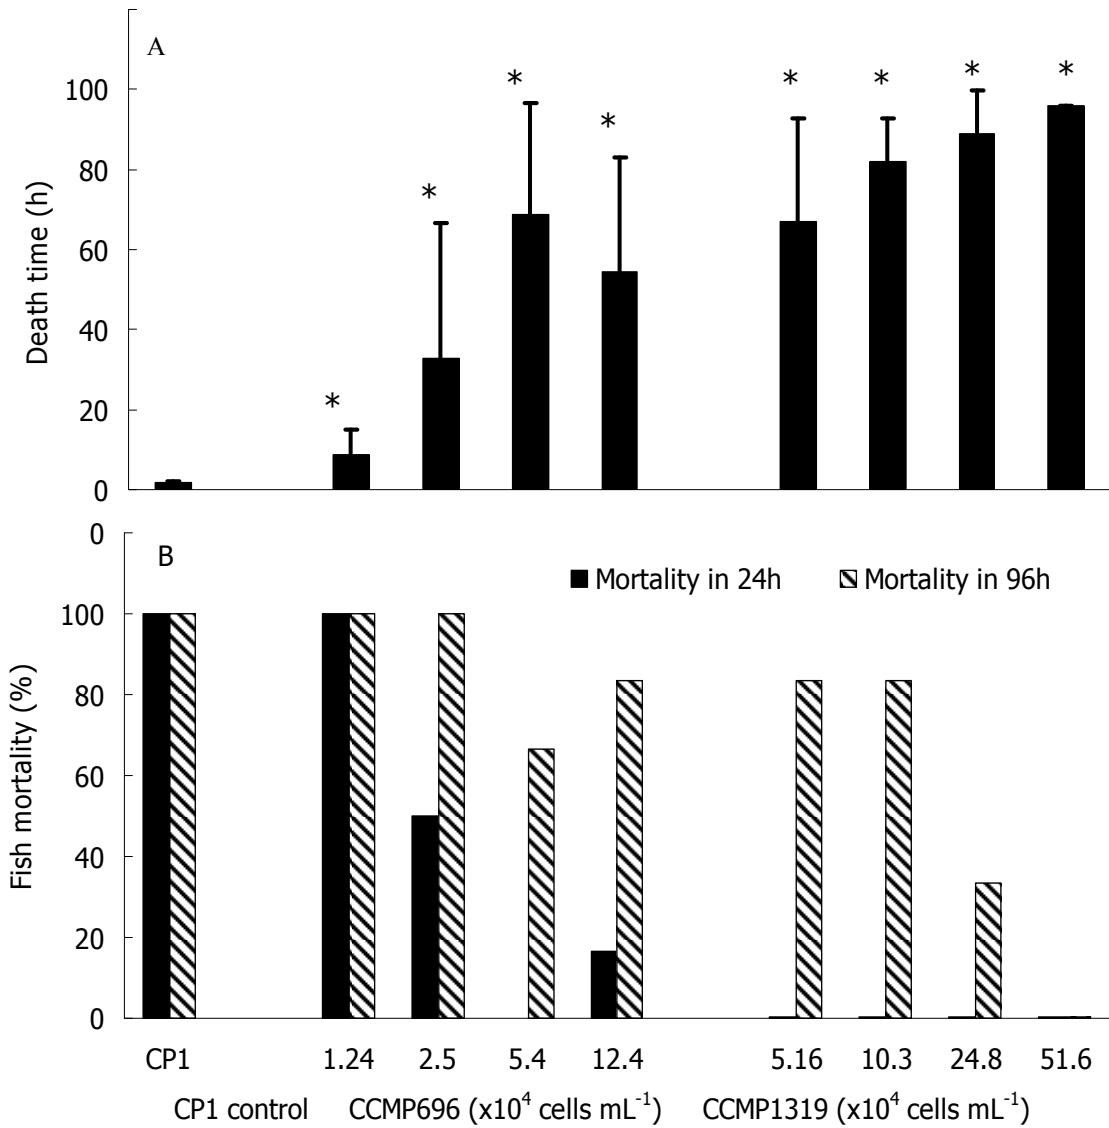 A
* * * * * * * *
100
80
60
40
20
0
Death time (h)
0
B
Mortality in 24h Mortality in 96h
100
80
60
40
20
0
Fish mortality (%)
CP1 1.24 2.5 5.4 12.4 5.16 10.3 24.8 51.6
CP1 control CCMP696 (x10⁴ cells mL⁻¹) CCMP1319 (x10⁴ cells mL⁻¹)